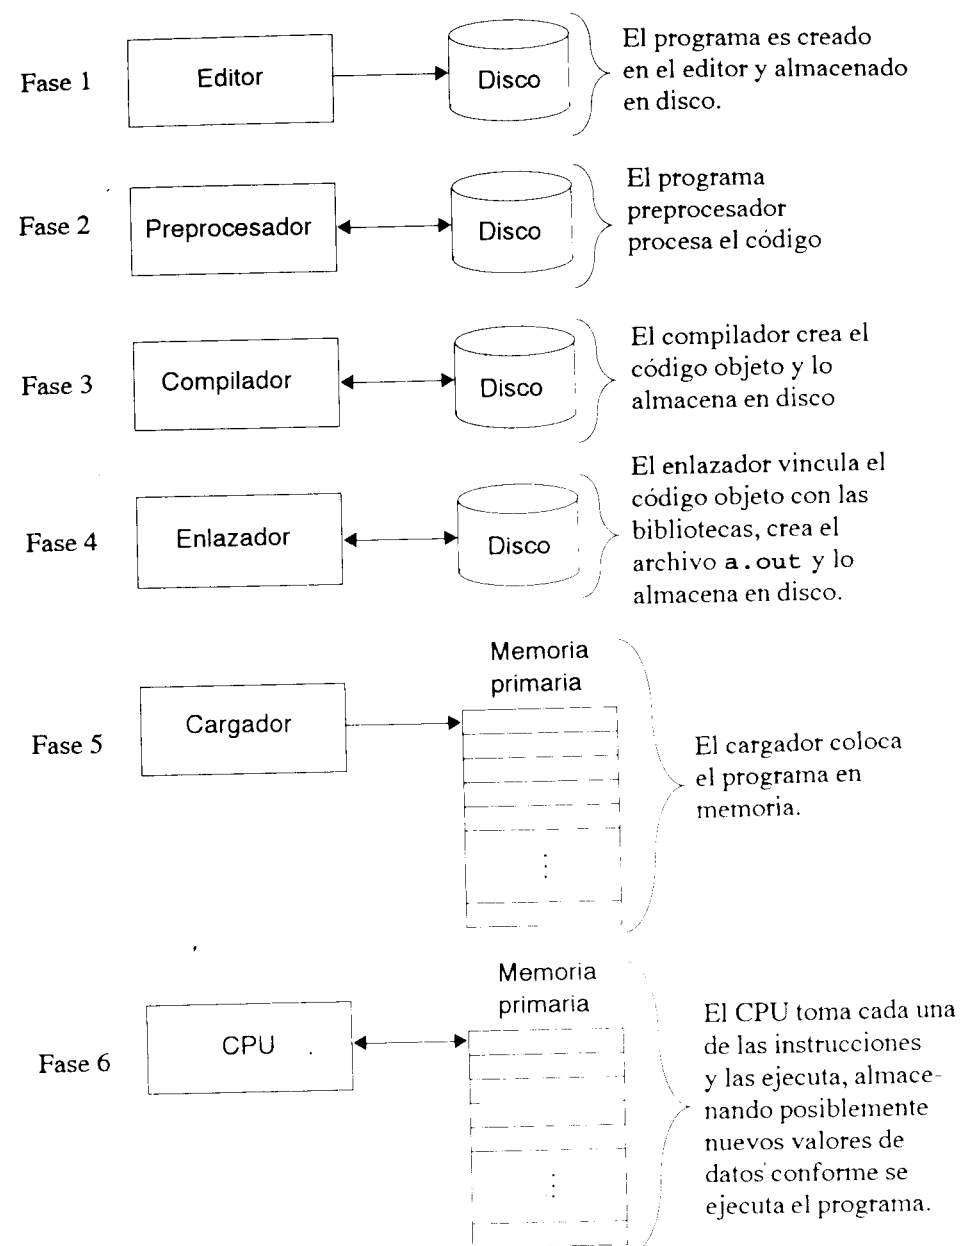 Fase 1
Editor
Disco
El programa es creado
en el editor y almacenado
en disco.
Fase 2
Preprocesador
Disco
El programa
preprocesador
procesa el código
Fase 3
Compilador
Disco
El compilador crea el
código objeto y lo
almacena en disco
Fase 4
Enlazador
Disco
El enlazador vincula el
código objeto con las
bibliotecas, crea el
archivo a.out y lo
almacena en disco.
Fase 5
Cargador
Memoria
primaria
El cargador coloca
el programa en
memoria.
Fase 6
CPU
Memoria
primaria
El CPU toma cada una
de las instrucciones
y las ejecuta, almace-
nando posiblemente
nuevos valores de
datos conforme se
ejecuta el programa.